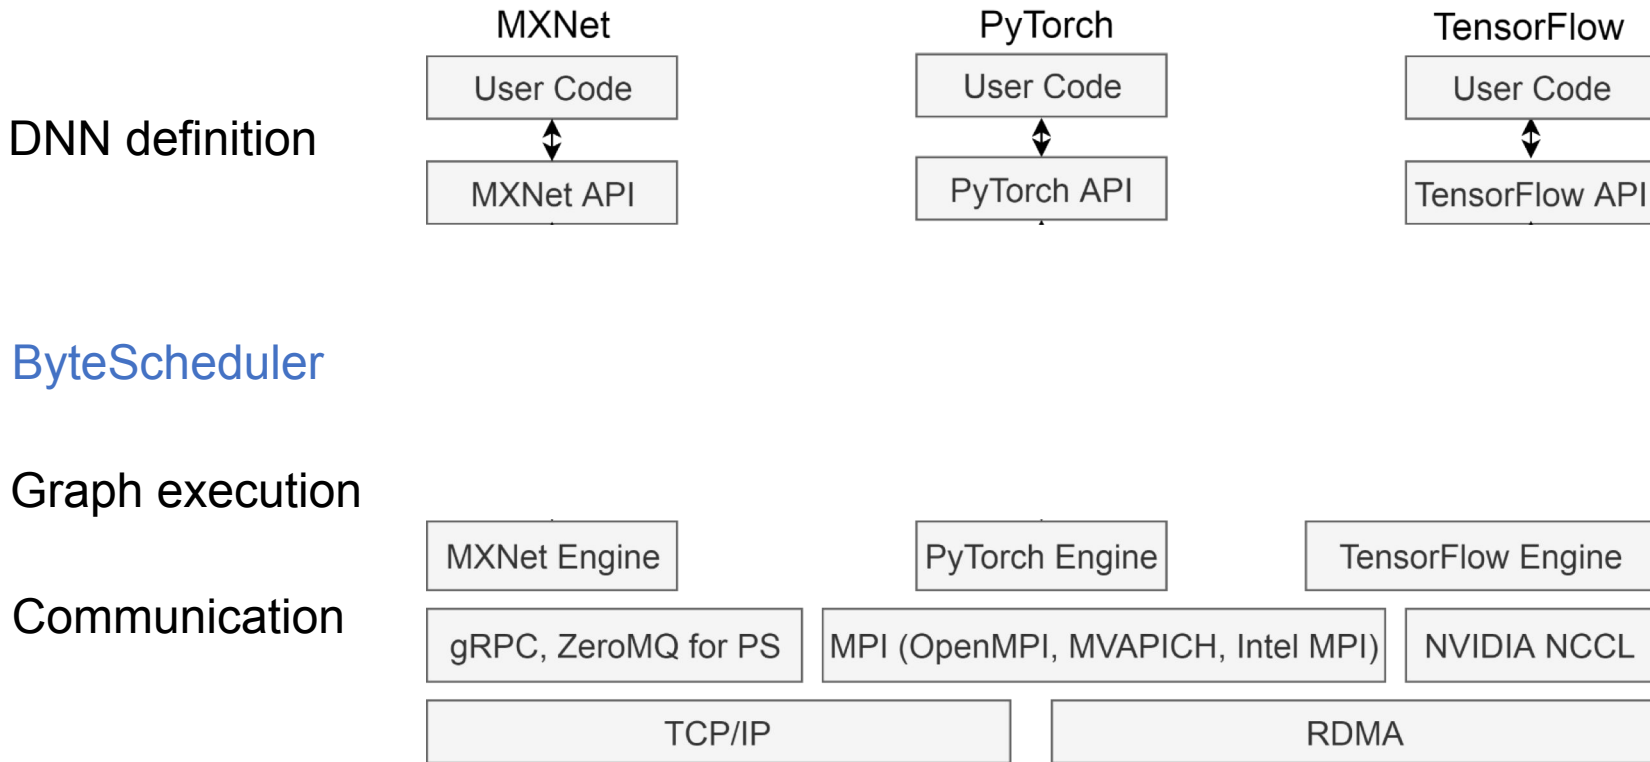 MXNet
PyTorch
TensorFlow
User Code
User Code
User Code
DNN definition
MXNet API
PyTorch API
TensorFlow API
ByteScheduler
Graph execution
MXNet Engine
PyTorch Engine
TensorFlow Engine
Communication
gRPC, ZeroMQ for PS
MPI (OpenMPI, MVAPICH, Intel MPI)
NVIDIA NCCL
TCP/IP
RDMA